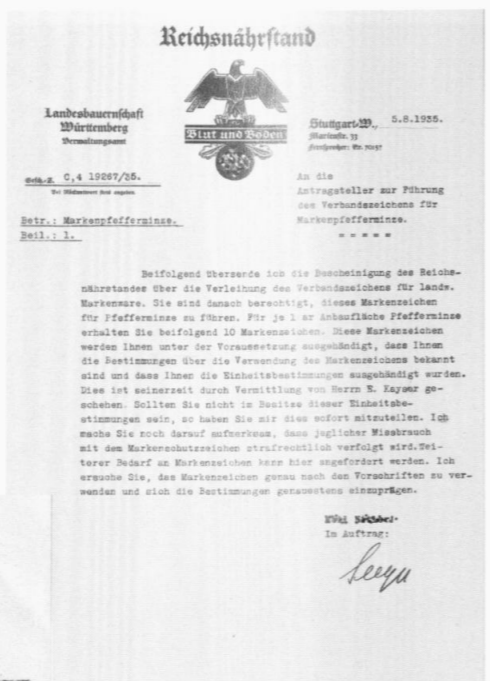 Reichsnährstand
Landesbauernschaft
Württemberg
Verwaltungsamt
Blut und Boden
Stuttgart-W., 5.8.1935.
Marienstr. 33
Gesch.-Z. C,4 19267/35.
Bei Rückantwort stets angeben.
An die
Antragsteller zur Führung
des Verbandszeichens für
Markenpfefferminze.
=====
Betr.: Markenpfefferminze.
Beil.: 1.
Beifolgend übersende ich die Bescheinigung des Reichs-
nährstandes über die Verleihung des Verbandszeichens für landw.
Markenware. Sie sind danach berechtigt, dieses Markenzeichen
für Pfefferminze zu führen. Für je 1 ar Anbaufläche Pfefferminze
erhalten Sie beifolgend 10 Markenzeichen. Diese Markenzeichen
werden Ihnen unter der Voraussetzung ausgehändigt, dass Ihnen
die Bestimmungen über die Verwendung des Markenzeichens bekannt
sind und dass Ihnen die Einheitsbestimmungen ausgehändigt wurden.
Dies ist seinerzeit durch Vermittlung von Herrn E. Kayser ge-
schehen. Sollten Sie nicht im Besitze dieser Einheitsbe-
stimmungen sein, so haben Sie mir dies sofort mitzuteilen. Ich
mache Sie noch darauf aufmerksam, dass jeglicher Missbrauch
mit dem Markenschutzzeichen strafrechtlich verfolgt wird. Wei-
terer Bedarf an Markenzeichen kann hier angefordert werden. Ich
ersuche Sie, das Markenzeichen genau nach den Vorschriften zu ver-
wenden und sich die Bestimmungen genauestens einzuprägen.
Im Auftrag: